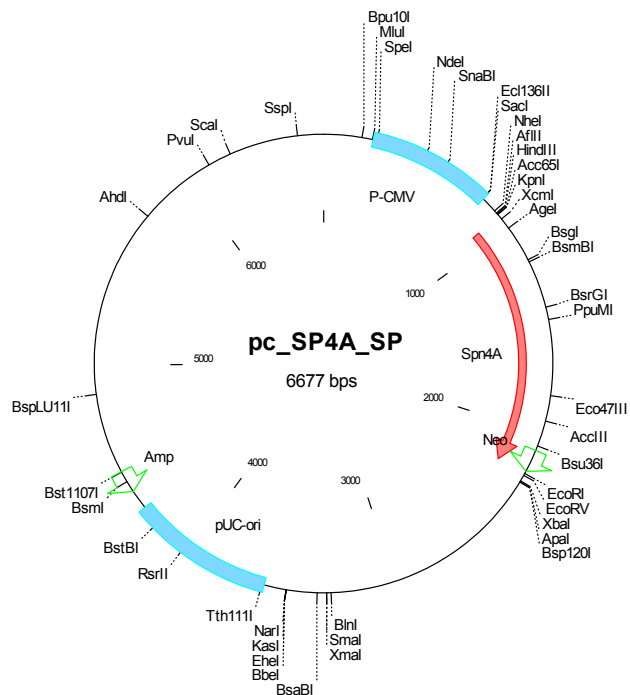 Bpu10I
MluI
SpeI
NdeI
SnaBI
Ecl136II
SacI
NheI
AflII
HindIII
Acc65I
KpnI
XcmI
AgeI
BsgI
BsmBI
BsrGI
PpuMI
Eco47III
AccIII
Bsu36I
EcoRI
EcoRV
XbaI
ApaI
Bsp120I
BlnI
SmaI
XmaI
BsaBI
NarI
KasI
EheI
BbeI
Tth111I
RsrII
BstBI
BsmI
Bst1107I
BspLU11I
AhdI
PvuI
ScaI
SspI
P-CMV
Spn4A
Neo
pUC-ori
Amp
1000
2000
3000
4000
5000
6000
pc_SP4A_SP
6677 bps